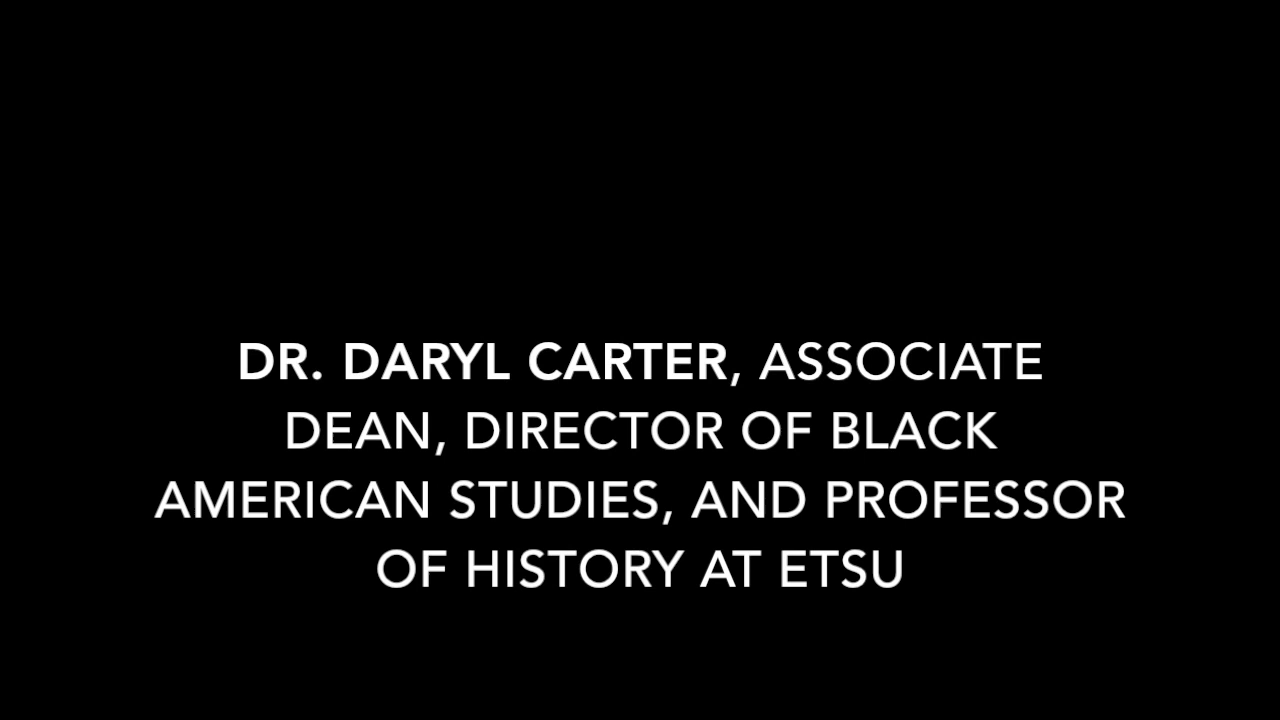 DR. DARYL CARTER, ASSOCIATE
DEAN, DIRECTOR OF BLACK
AMERICAN STUDIES, AND PROFESSOR
OF HISTORY AT ETSU